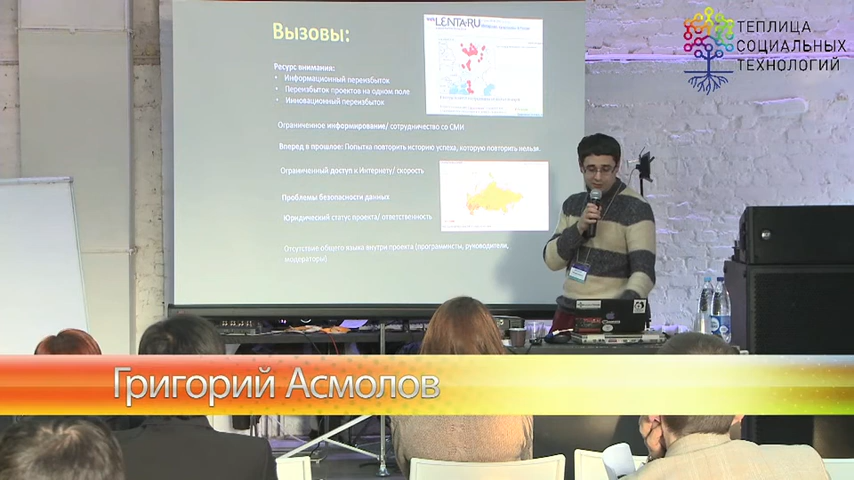 Вызовы:
LENTA.RU
ТЕПЛИЦА
СОЦИАЛЬНЫХ
ТЕХНОЛОГИЙ
Ресурс внимания:
• Информационный переизбыток
• Переизбыток проектов на одном поле
• Инновационный переизбыток
Ограниченное информирование/ сотрудничество со СМИ
Вперед в прошлое: Попытка повторить историю успеха, которую повторить нельзя.
Ограниченный доступ к Интернету/ скорость
Проблемы безопасности данных
Юридический статус проекта/ ответственность
Отсутствие общего языка внутри проекта (программисты, руководители,
модераторы)
Григорий Асмолов